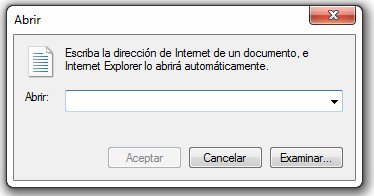 Abrir
Escriba la dirección de Internet de un documento, e
Internet Explorer lo abrirá automáticamente.
Abrir:
Aceptar
Cancelar
Examinar...